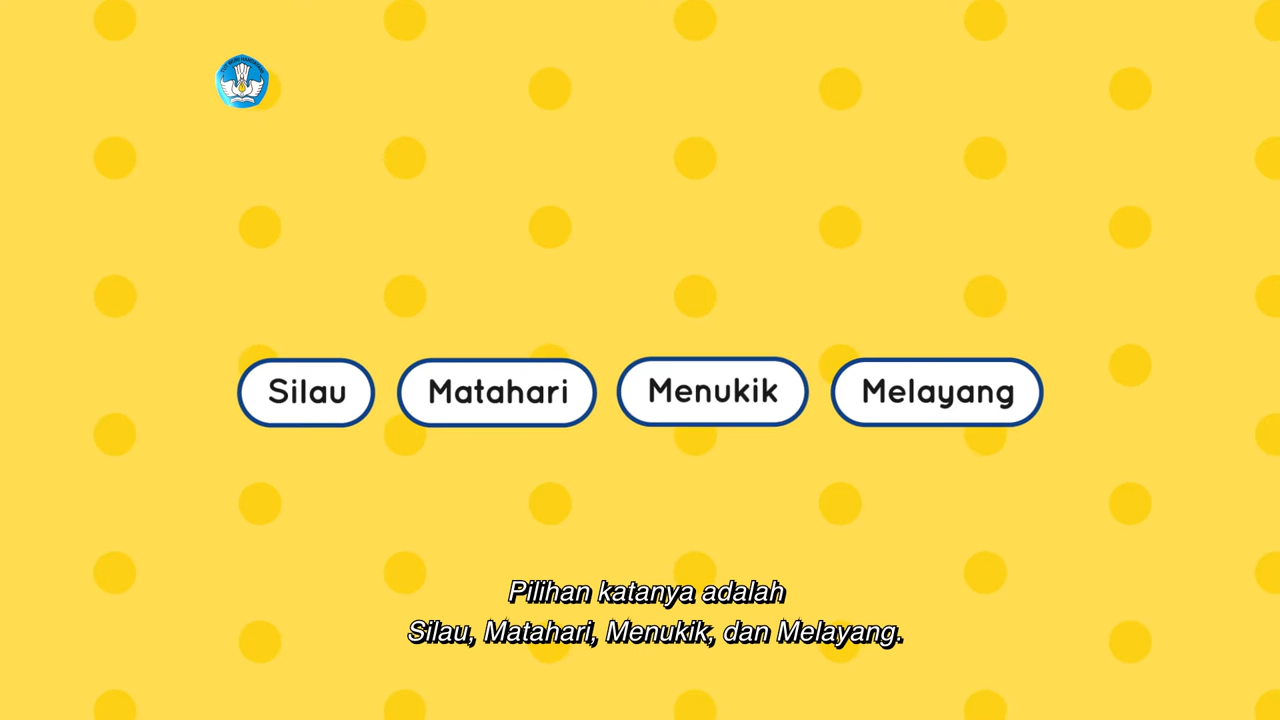 Silau Matahari Menukik Melayang
Pilihan katanya adalah
Silau, Matahari, Menukik, dan Melayang.